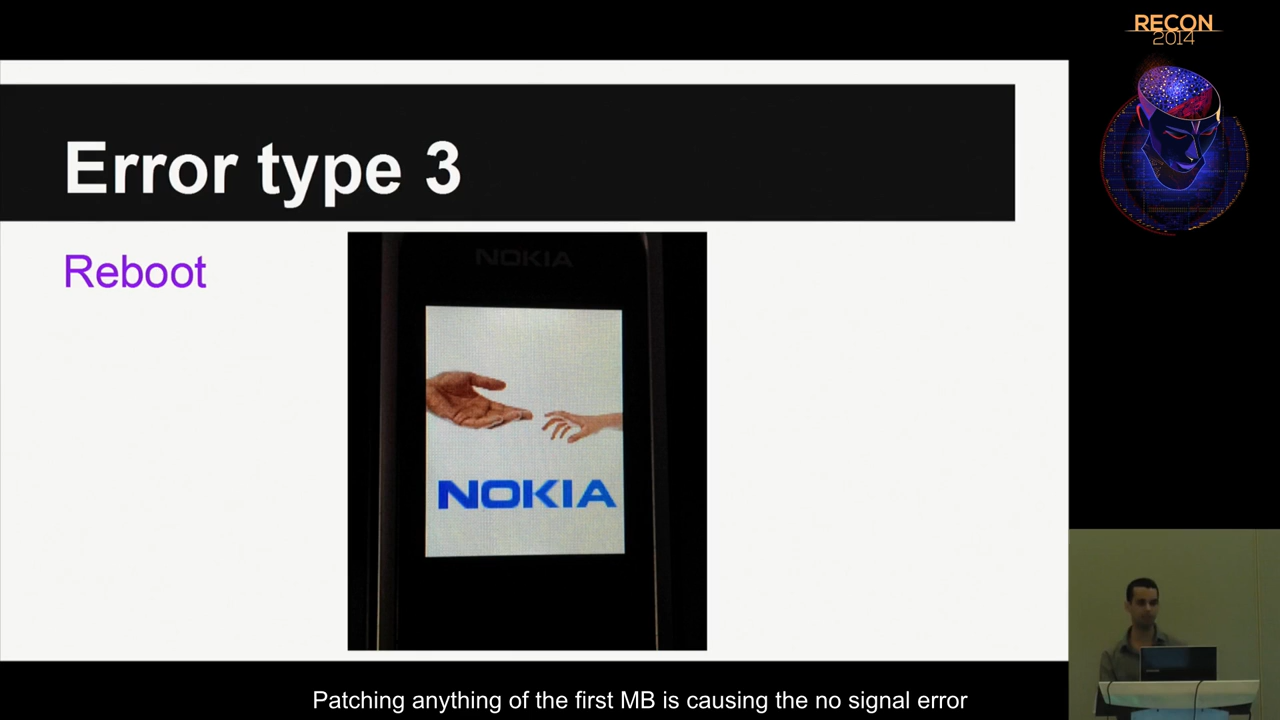 RECON
2014
Error type 3
Reboot
NOKIA
NOKIA
Patching anything of the first MB is causing the no signal error